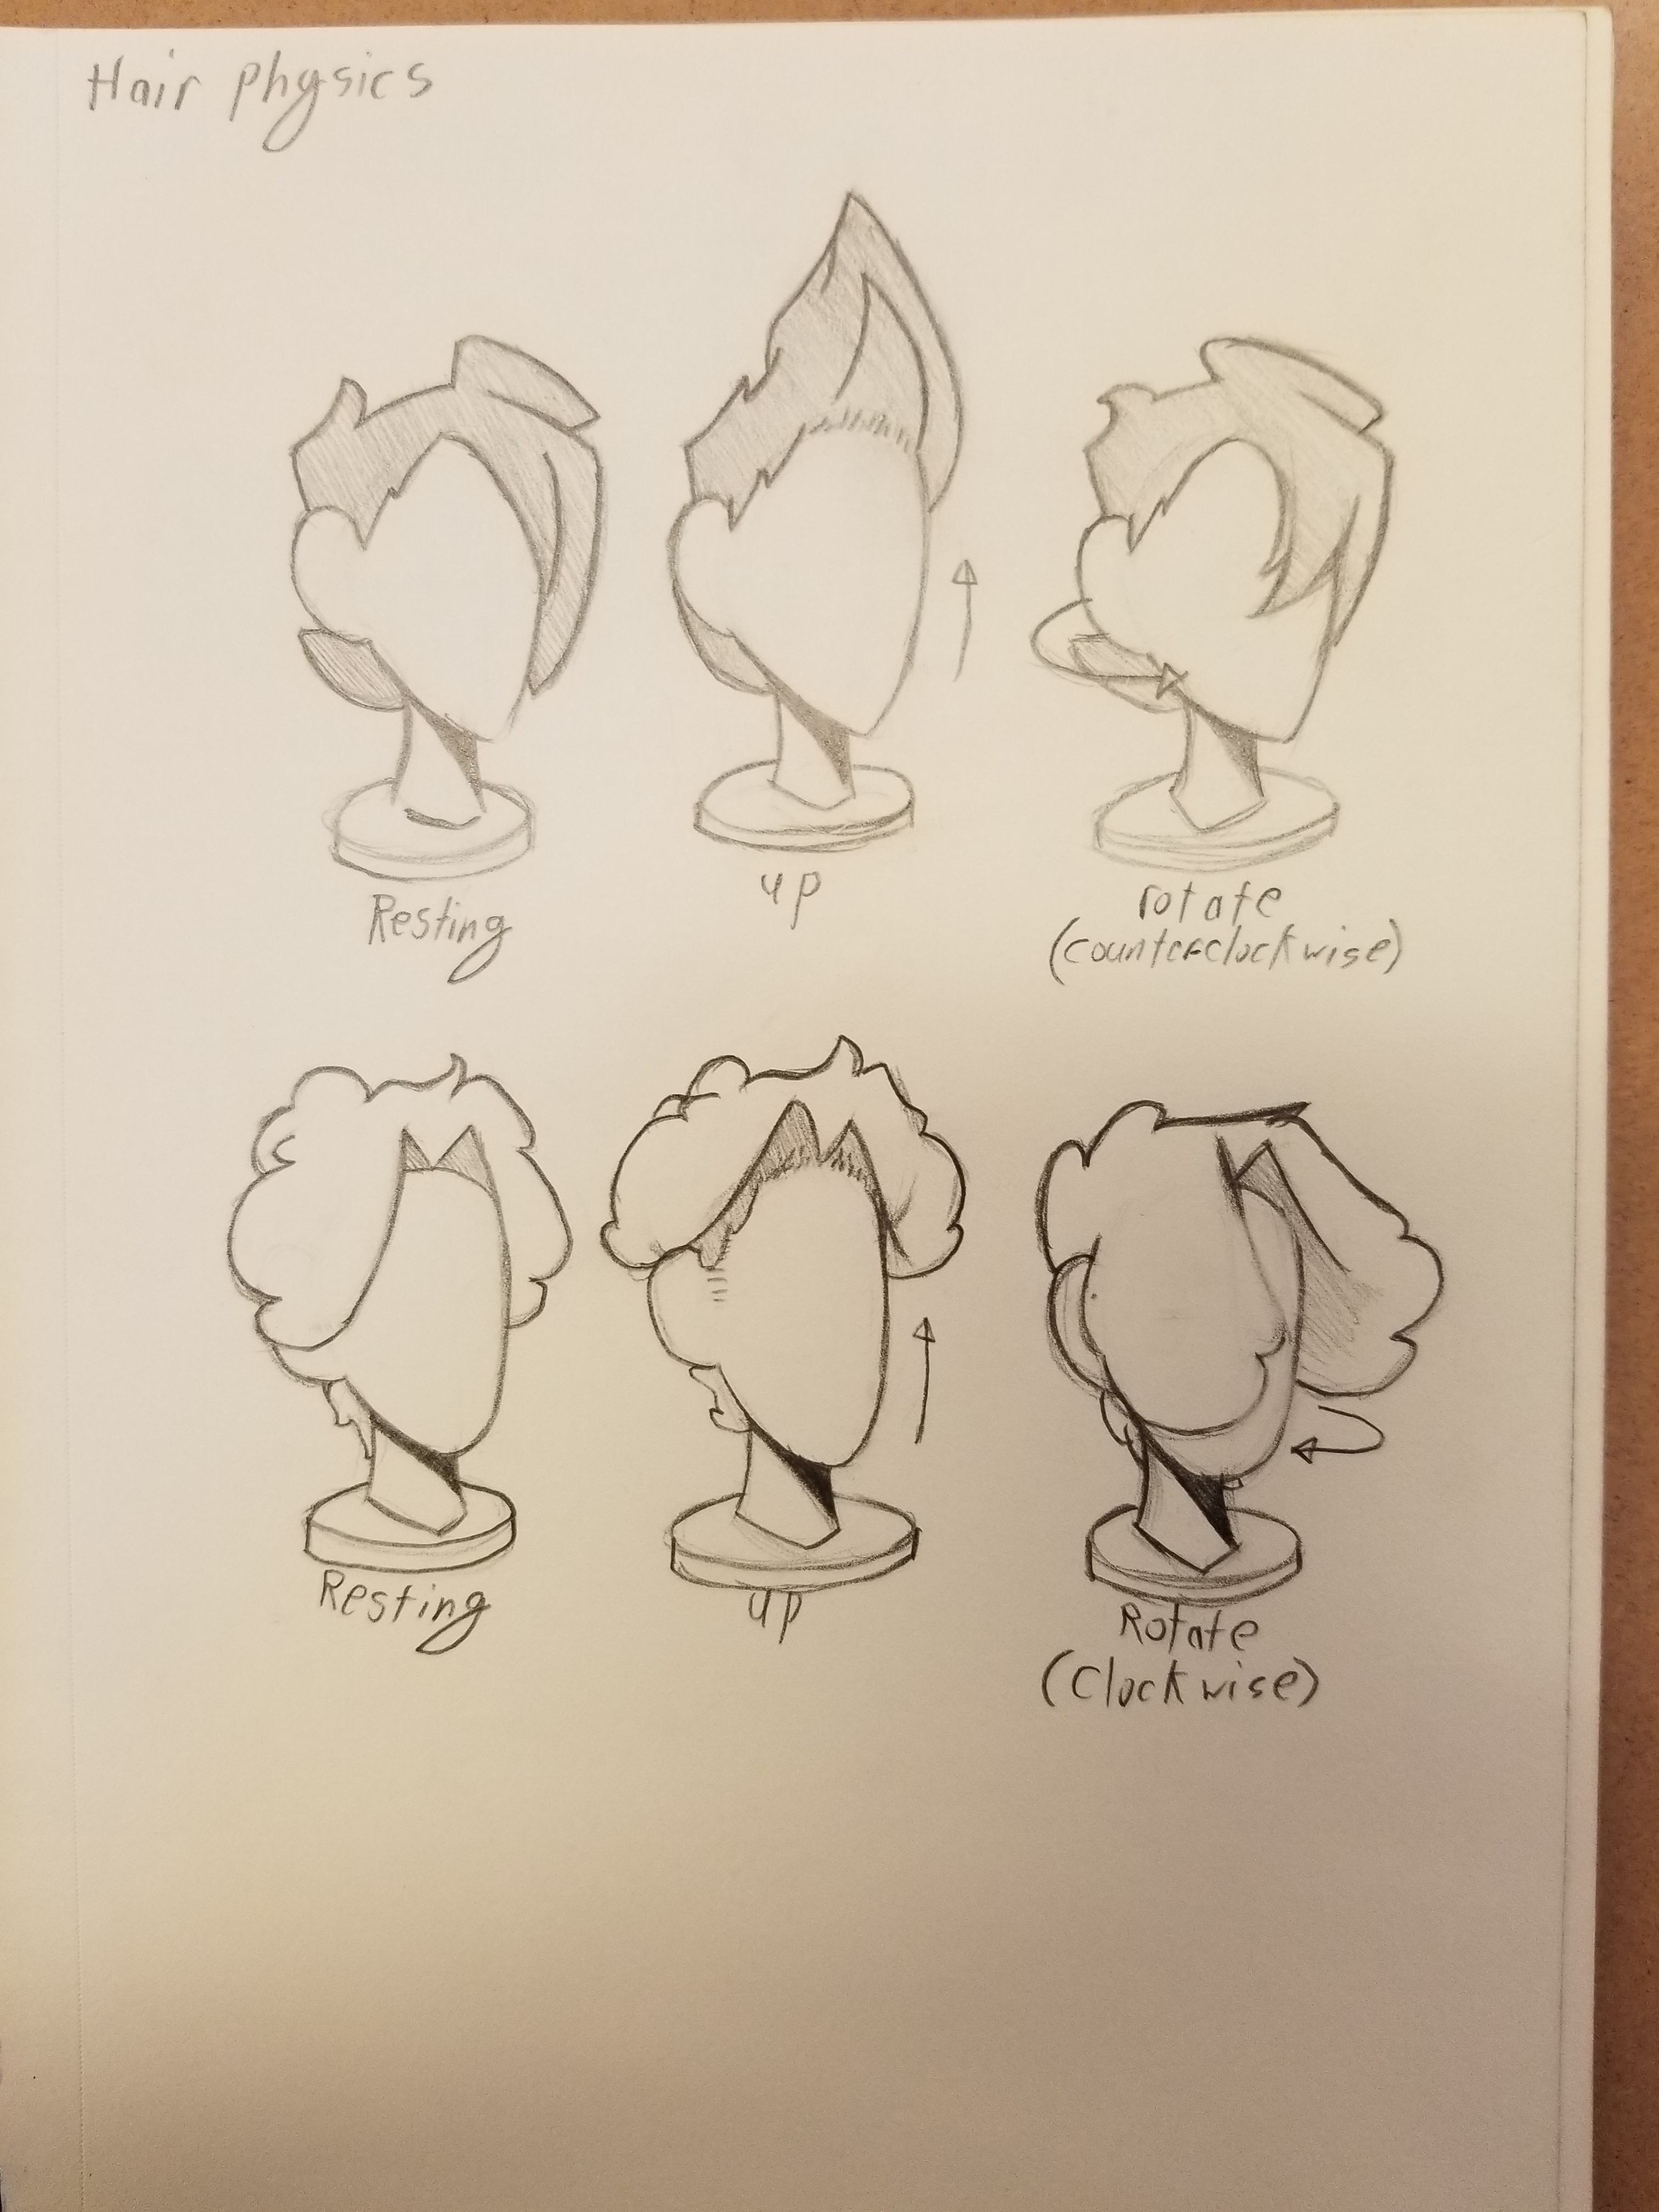 Hair physics
Resting
up
rotate
(counterclockwise)
Resting
up
Rotate
(Clockwise)